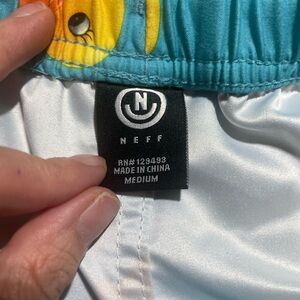 N
NEFF
RN# 129493
MADE IN CHINA
MEDIUM